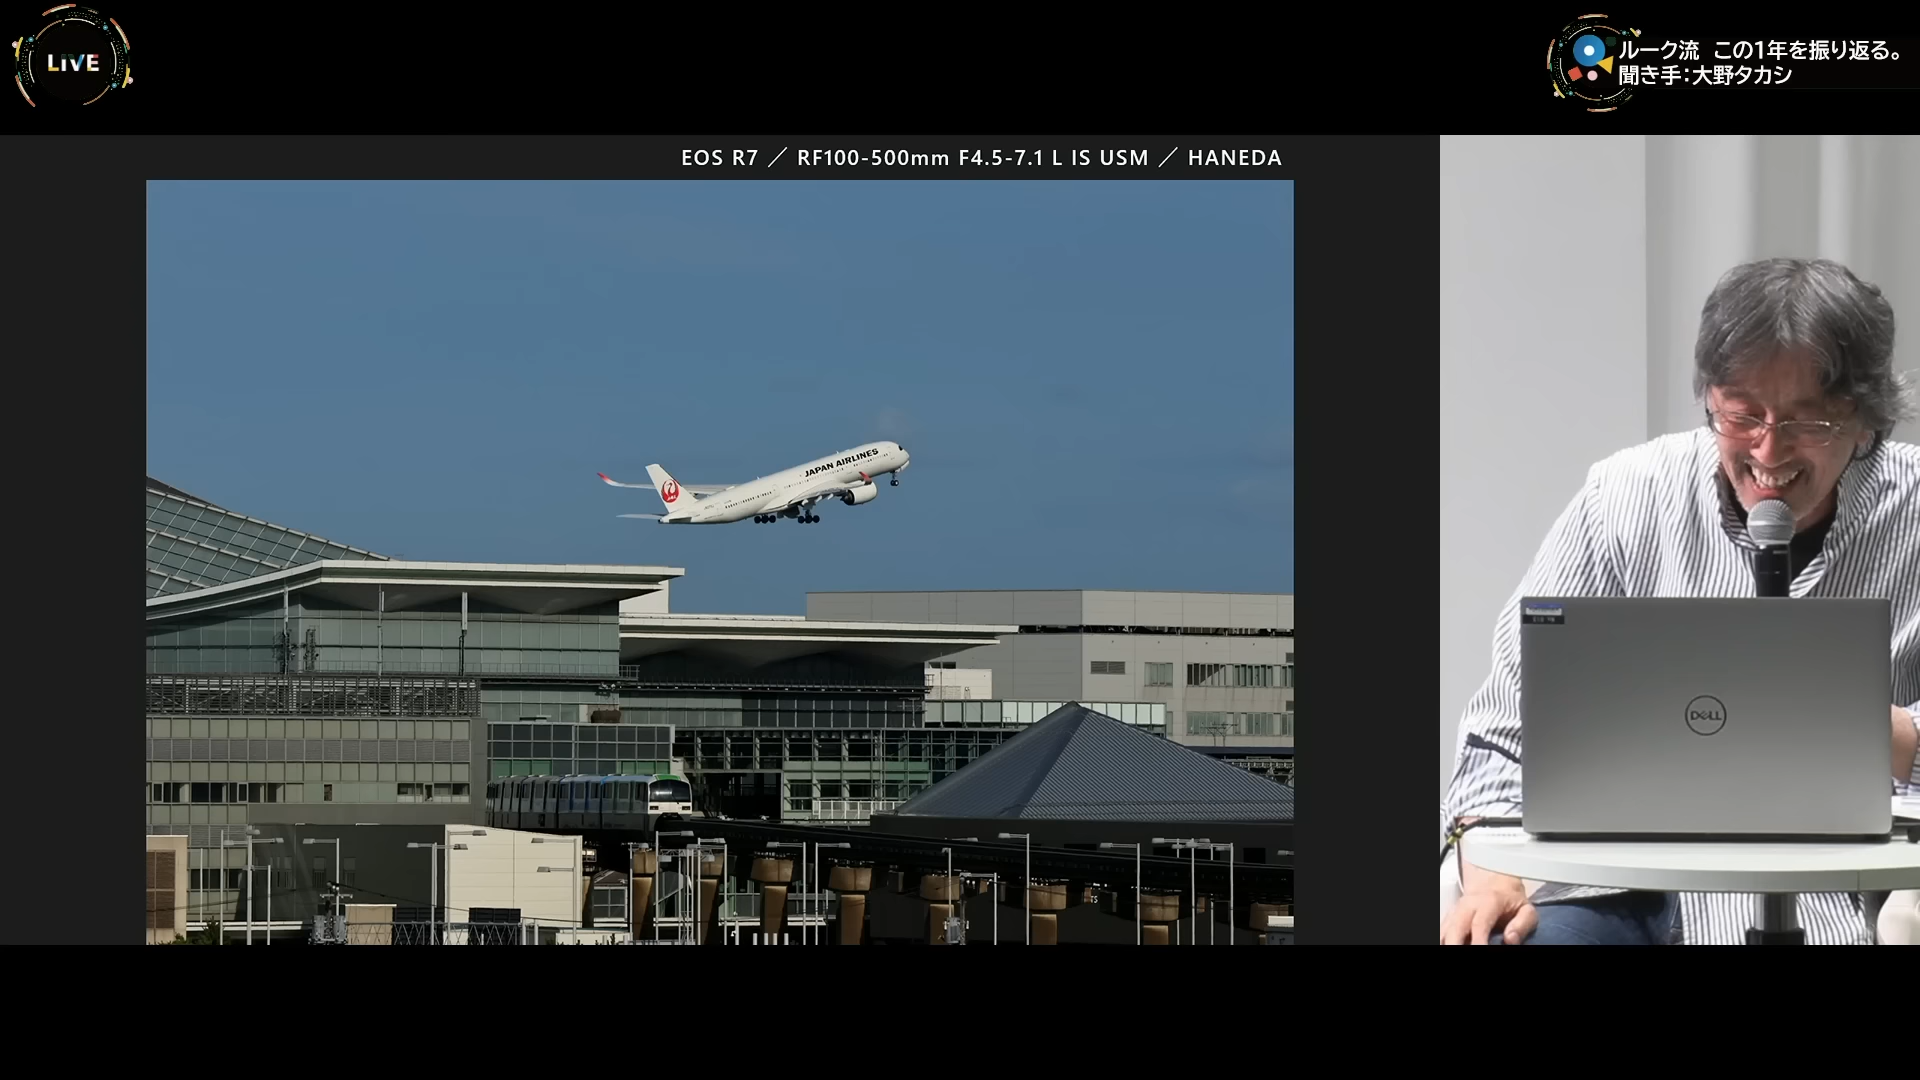 LiVE
ルーク流 この1年を振り返る。
聞き手：大野タカシ
EOS R7 ／ RF100-500mm F4.5-7.1 L IS USM ／ HANEDA
JAPAN AIRLINES
DELL